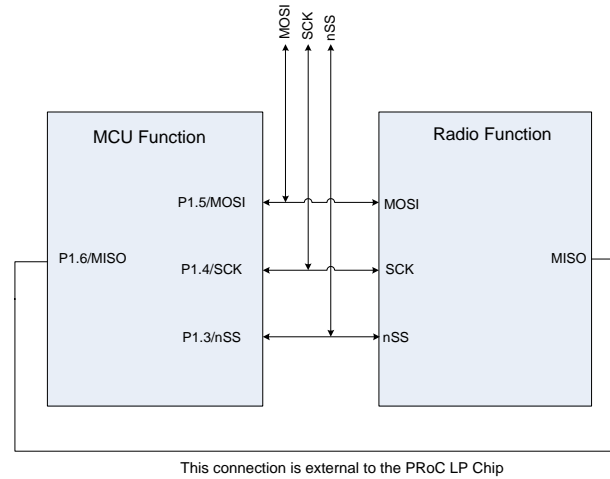 MOSI
SCK
nSS
MCU Function
Radio Function
P1.5/MOSI
MOSI
P1.6/MISO
P1.4/SCK
SCK
MISO
P1.3/nSS
nSS
This connection is external to the PRoC LP Chip